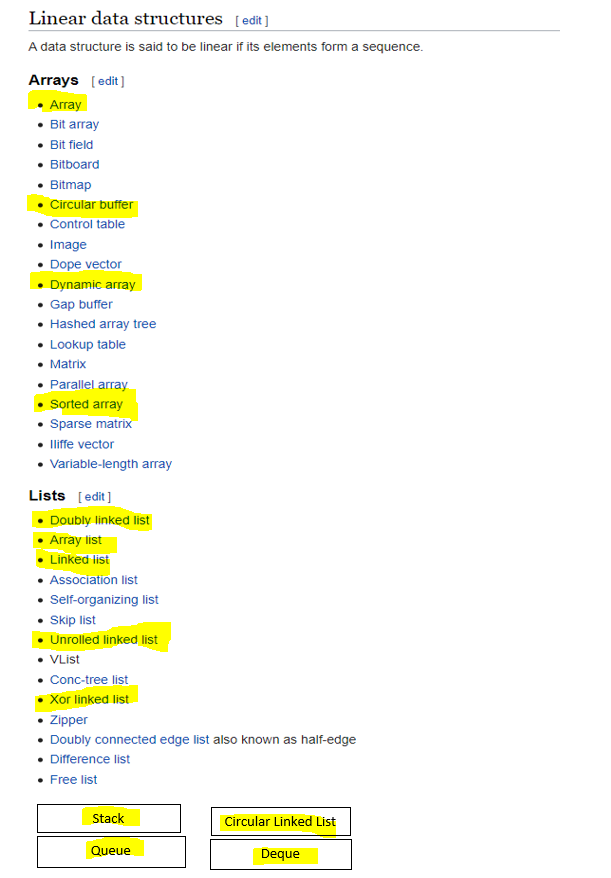 Linear data structures [ edit ]
A data structure is said to be linear if its elements form a sequence.
Arrays [ edit ]
• Array
• Bit array
• Bit field
• Bitboard
• Bitmap
• Circular buffer
• Control table
• Image
• Dope vector
• Dynamic array
• Gap buffer
• Hashed array tree
• Lookup table
• Matrix
• Parallel array
• Sorted array
• Sparse matrix
• Iliffe vector
• Variable-length array
Lists [ edit ]
• Doubly linked list
• Array list
• Linked list
• Association list
• Self-organizing list
• Skip list
• Unrolled linked list
• VList
• Conc-tree list
• Xor linked list
• Zipper
• Doubly connected edge list also known as half-edge
• Difference list
• Free list
Stack
Circular Linked List
Queue
Deque